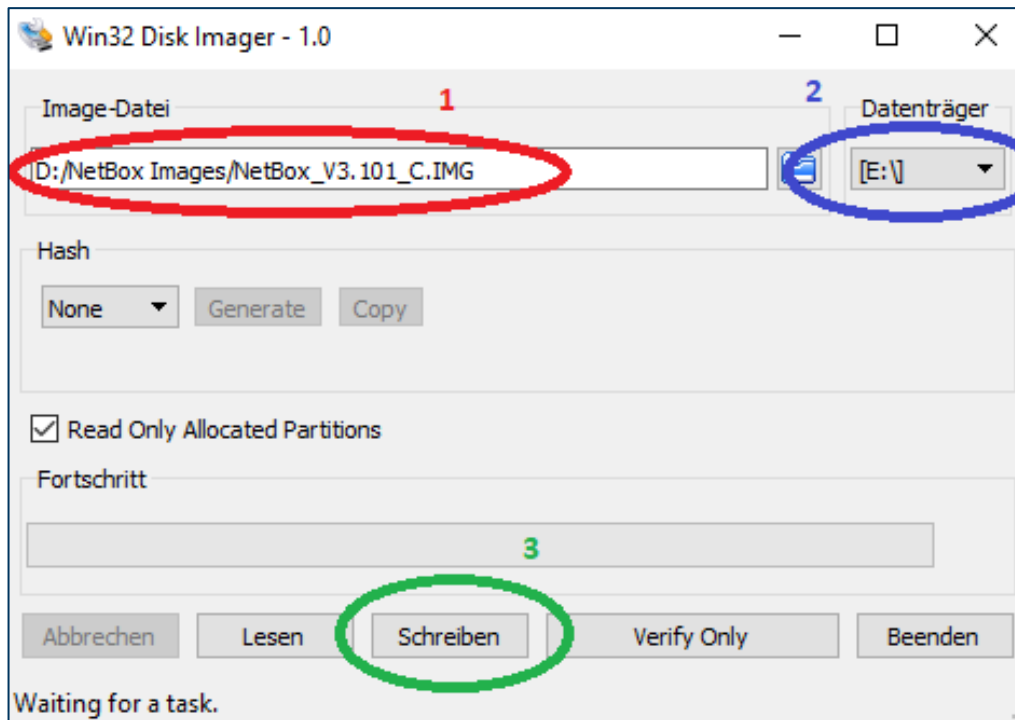 Win32 Disk Imager - 1.0
1
2
Image-Datei
Datenträger
D:/NetBox Images/NetBox_V3.101_C.IMG
[E:\]
Hash
None
Generate
Copy
Read Only Allocated Partitions
Fortschritt
3
Abbrechen
Lesen
Schreiben
Verify Only
Beenden
Waiting for a task.